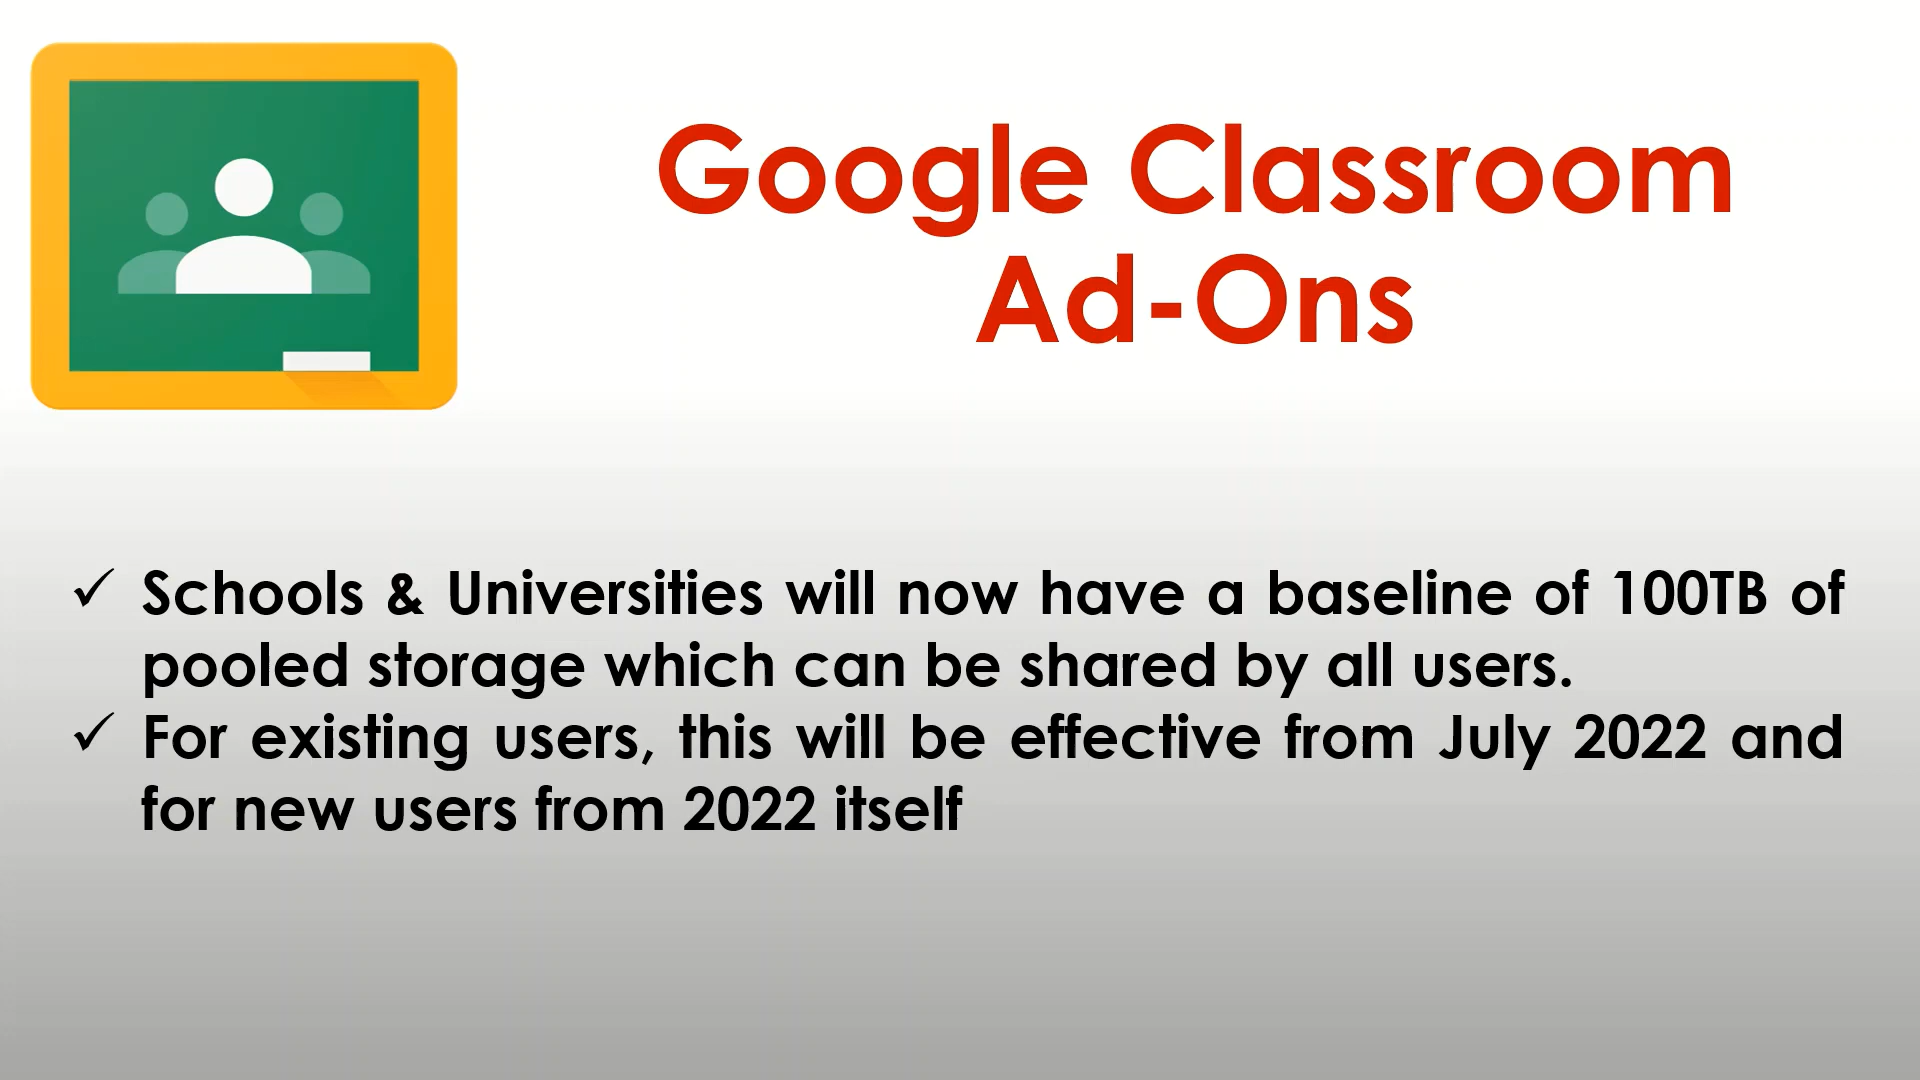 Google Classroom
Ad-Ons
✓ Schools & Universities will now have a baseline of 100TB of
pooled storage which can be shared by all users.
✓ For existing users, this will be effective from July 2022 and
for new users from 2022 itself